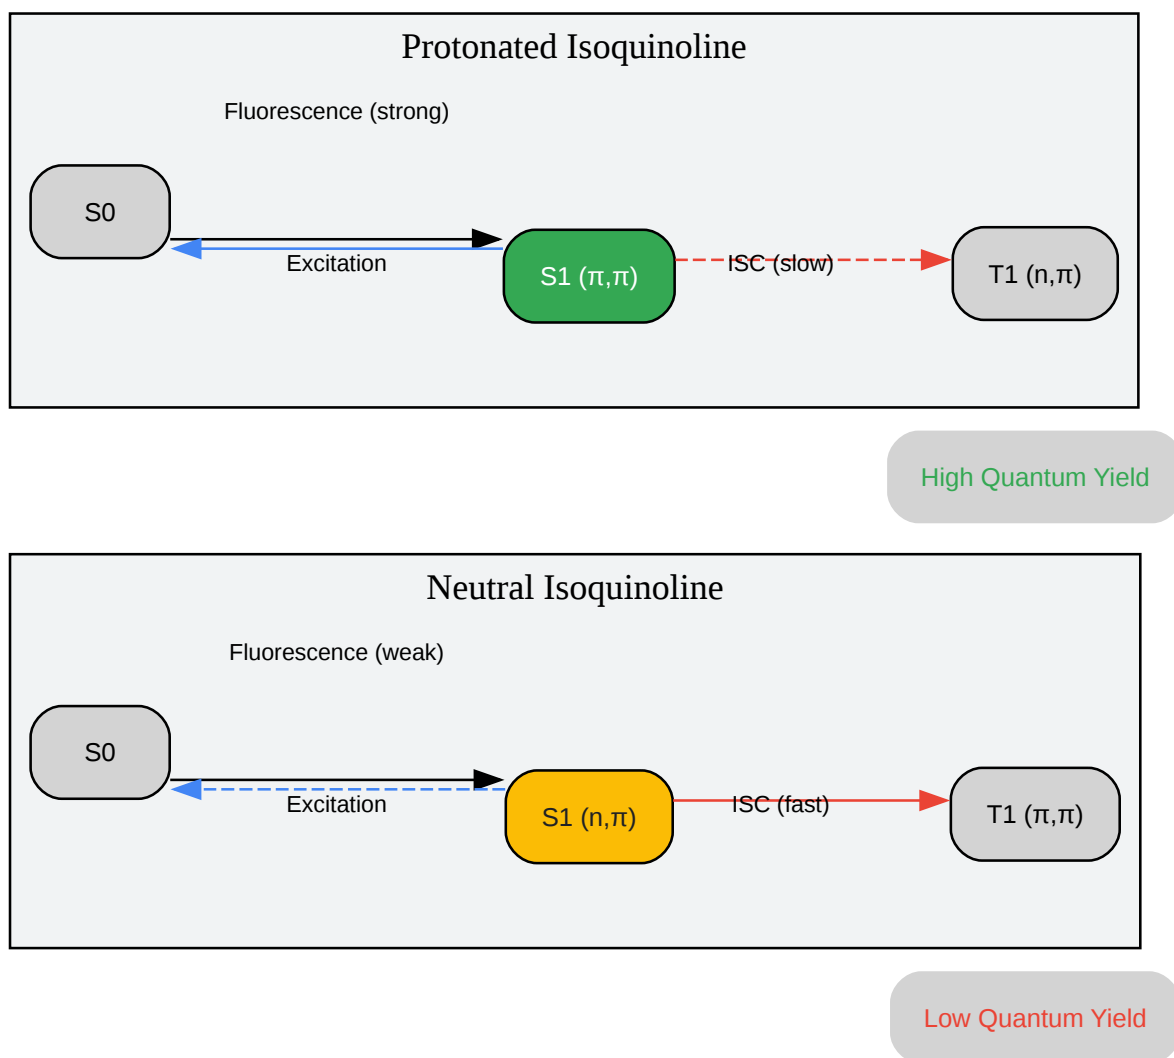 Protonated Isoquinoline
Fluorescence (strong)
S0
Excitation
S1 (π,π)
ISC (slow)
T1 (n,π)
High Quantum Yield
Neutral Isoquinoline
Fluorescence (weak)
S0
Excitation
S1 (n,π)
ISC (fast)
T1 (π,π)
Low Quantum Yield